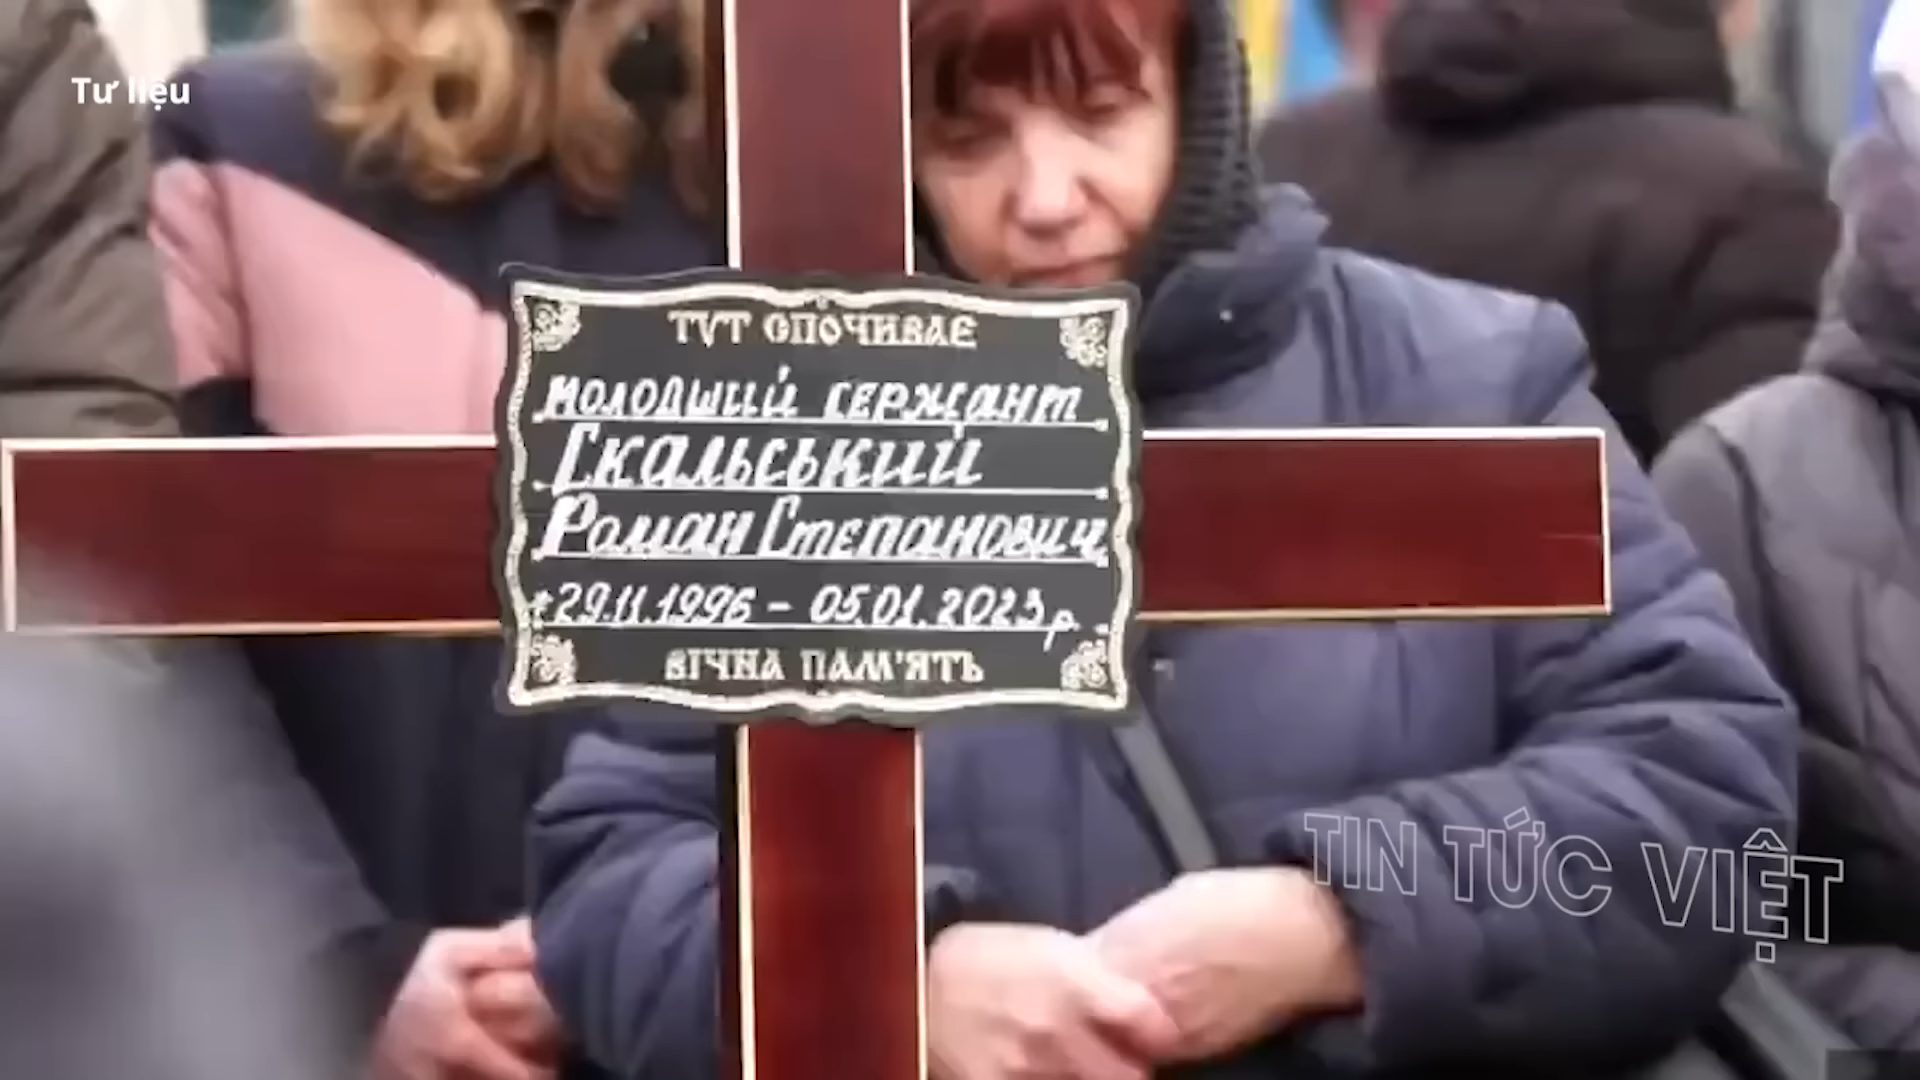 Tư liệu
ТУТ СПОЧИВАЄ
молодший сержант
Скальський
Роман Степанович
*29.11.1996 – 05.01.2023 р.
ВІЧНА ПАМ'ЯТЬ
TIN TỨC VIỆT